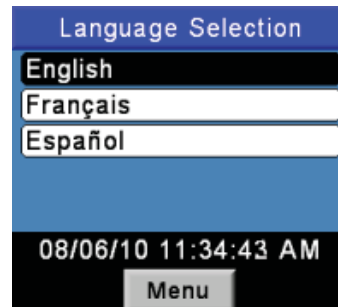 Language Selection
English
Français
Español
08/06/10 11:34:43 AM
Menu